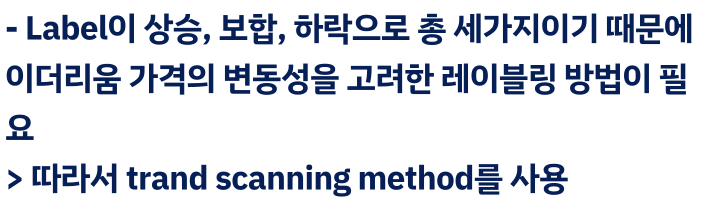 - Label이 상승, 보합, 하락으로 총 세가지이기 때문에
이더리움 가격의 변동성을 고려한 레이블링 방법이 필
요
> 따라서 trand scanning method를 사용